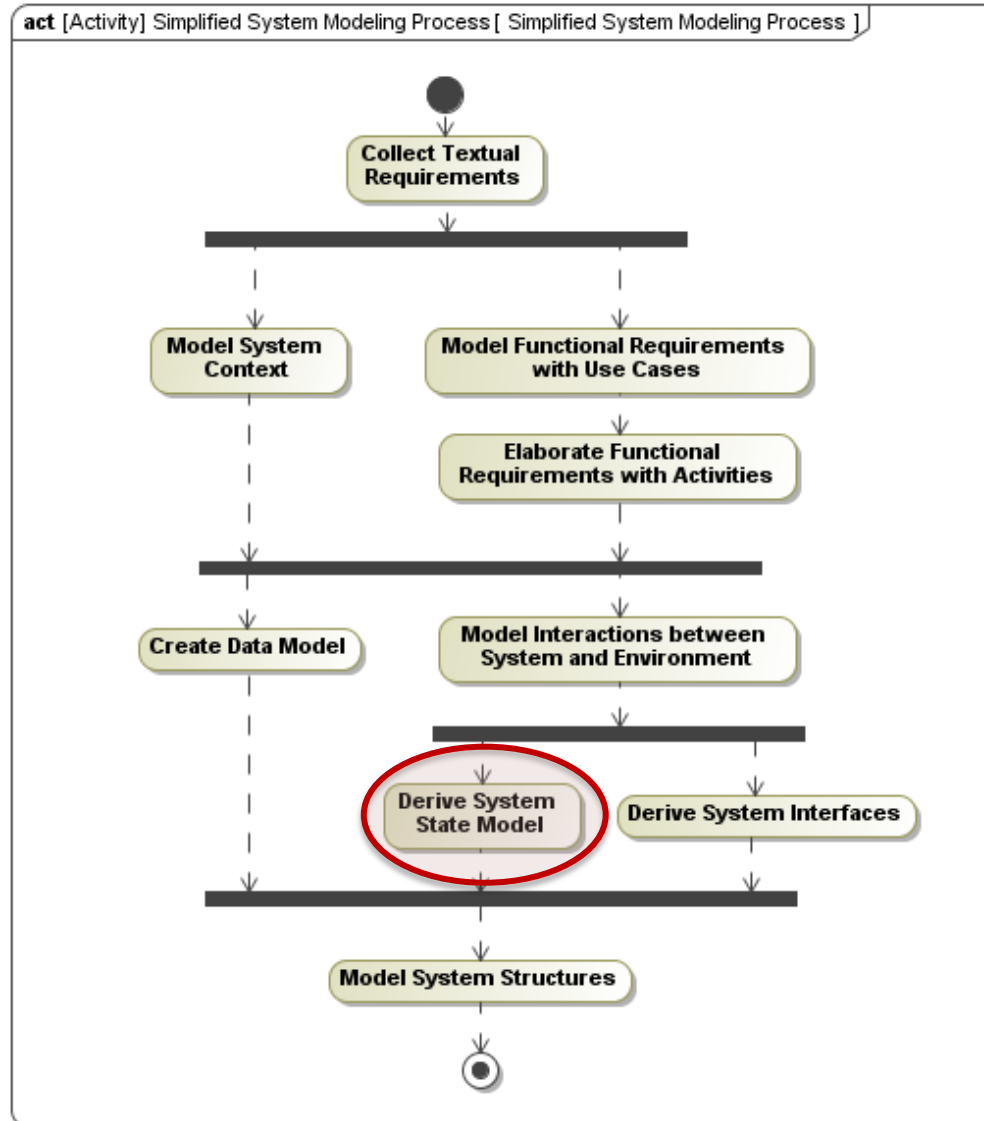 act [Activity] Simplified System Modeling Process [ Simplified System Modeling Process ]
Collect Textual
Requirements
Model System
Context
Model Functional Requirements
with Use Cases
Elaborate Functional
Requirements with Activities
Create Data Model
Model Interactions between
System and Environment
Derive System
State Model
Derive System Interfaces
Model System Structures